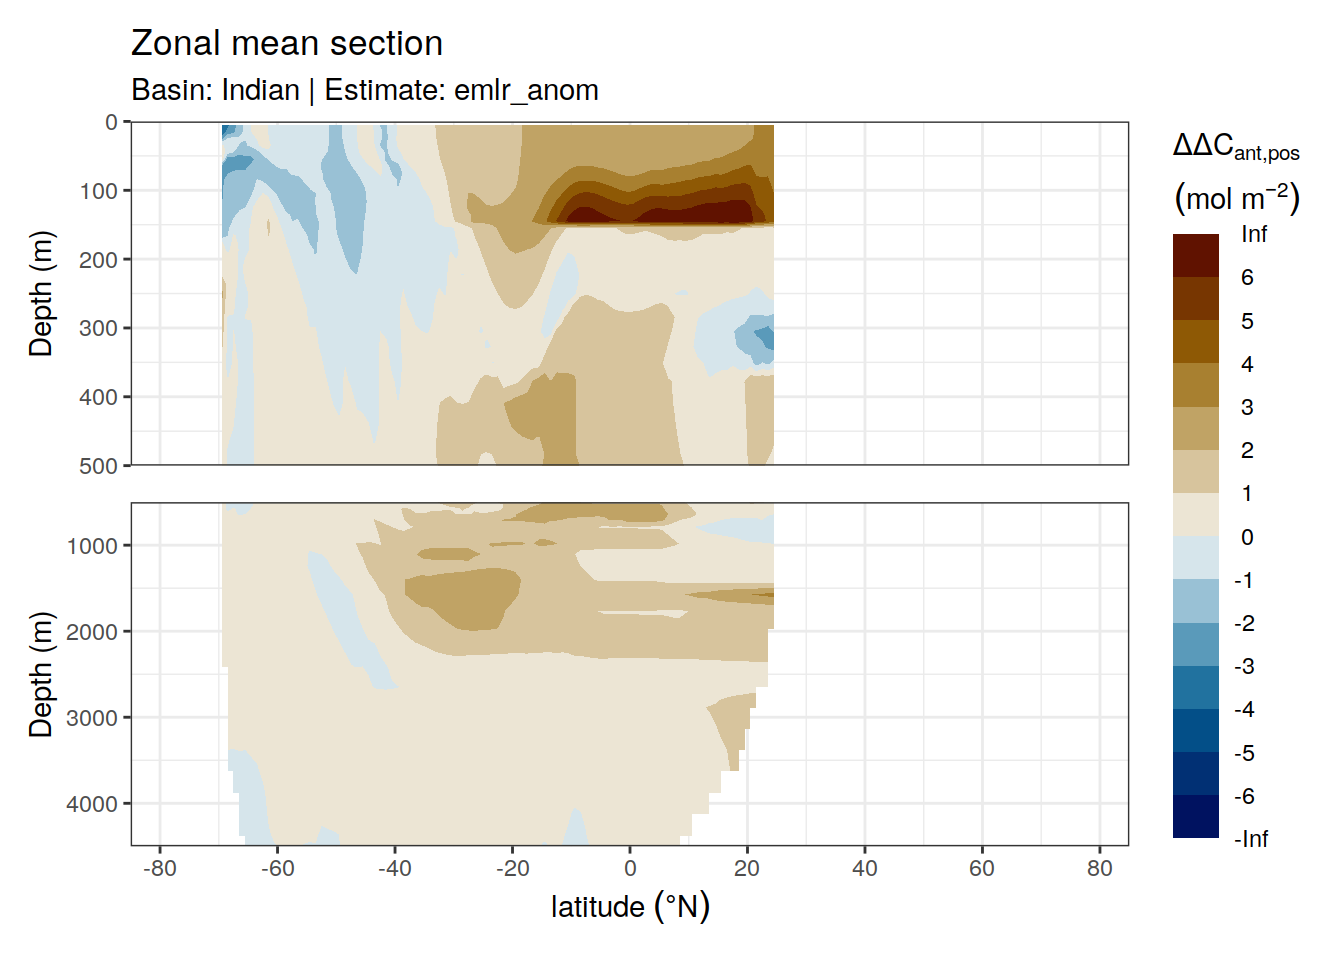 Zonal mean section
Basin: Indian | Estimate: emlr_anom
0
100
200
300
400
500
Depth (m)
1000
2000
3000
4000
Depth (m)
-80 -60 -40 -20 0 20 40 60 80
latitude (°N)
ΔΔC_ant,pos
(mol m⁻²)
Inf
6
5
4
3
2
1
0
-1
-2
-3
-4
-5
-6
-Inf